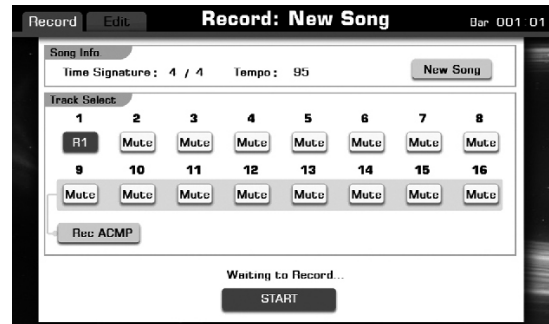 Record Edit Record: New Song Bar 001:01
Song Info.
Time Signature: 4 / 4 Tempo: 95 New Song
Track Select
1 2 3 4 5 6 7 8
R1 Mute Mute Mute Mute Mute Mute Mute
9 10 11 12 13 14 15 16
Mute Mute Mute Mute Mute Mute Mute Mute
Rec ACMP
Waiting to Record...
START